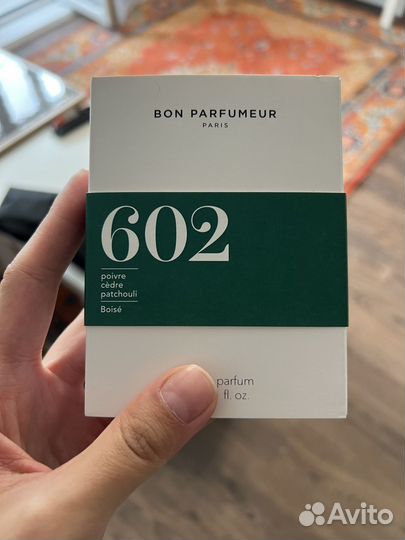 BON PARFUMEUR
PARIS
602
poivre
cèdre
patchouli
Boisé
parfum
fl. oz.
Avito